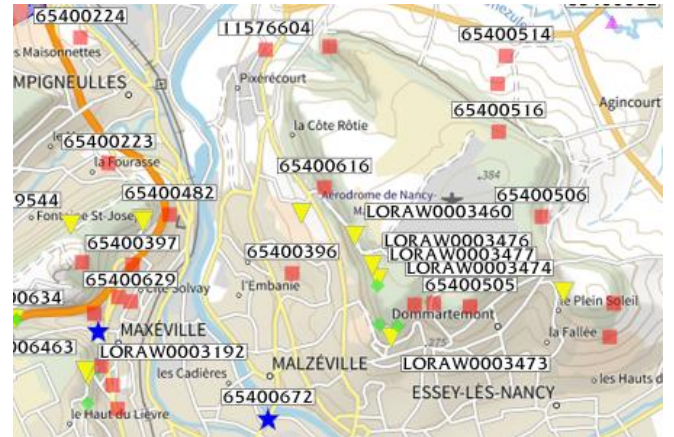 65400224
11576604
65400514
s Maisonnettes
MPIGNEULLES
Pixérécourt
Agincourt
65400516
la Côte Rôtie
65400223
la Fourasse
65400616
384
Aérodrome de Nancy-
65400482
65400506
9544
Fontaine St-Jose
LORAW0003460
65400397
65400396
LORAW0003476
LORAW0003477
LORAW0003474
65400629
Cité Solvay
l'Embanie
65400505
00634
le Plein Soleil
Dommartemont
MAXÉVILLE
la Fallée
006463
LORAW0003192
275
MALZÉVILLE
LORAW0003473
les Cadières
les Hauts d
65400672
ESSEY-LÈS-NANCY
le Haut du Lièvre